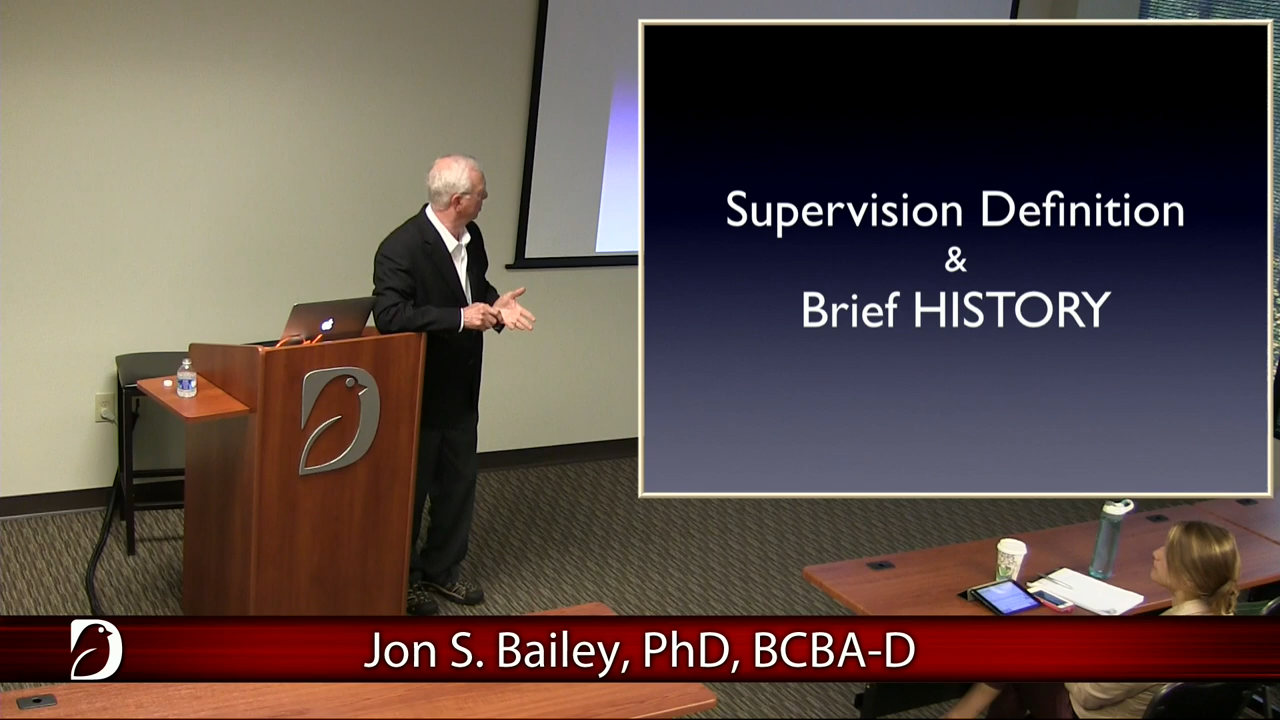 Supervision Definition
&
Brief HISTORY
Jon S. Bailey, PhD, BCBA-D